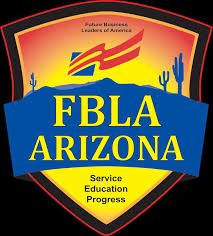 Future Business
Leaders of America
FBLA
ARIZONA
Service
Education
Progress